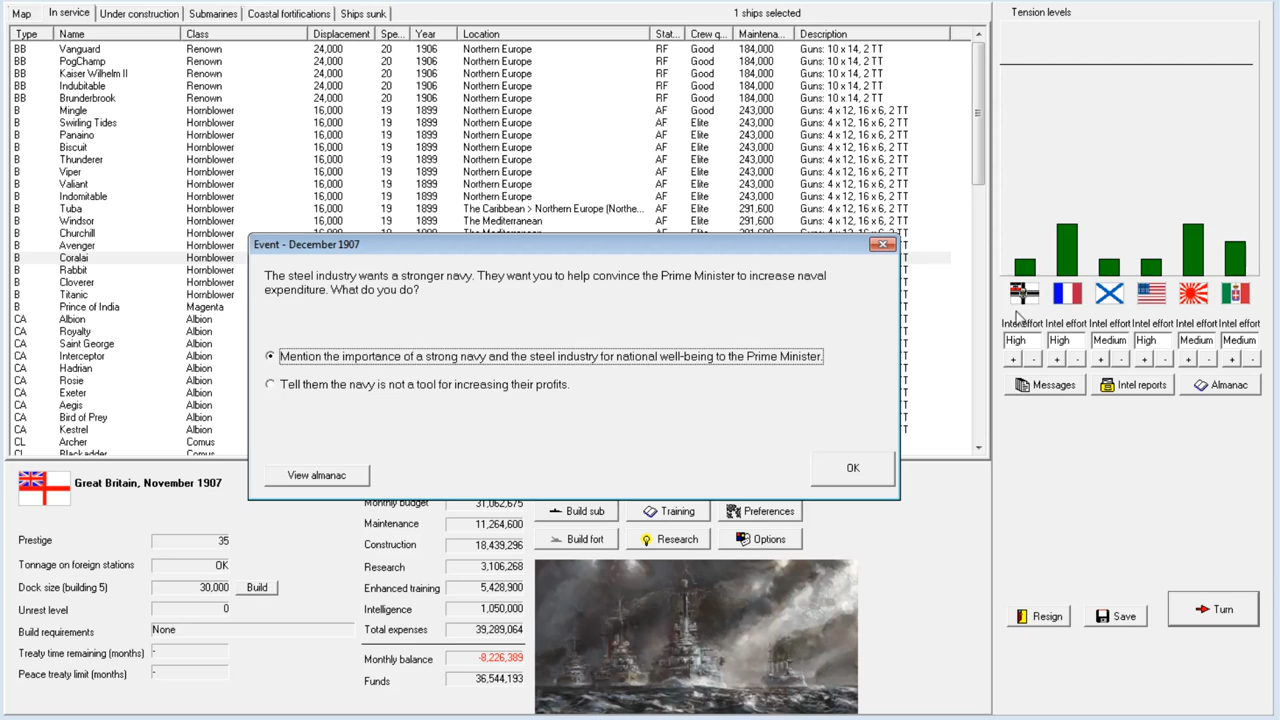 Map In service Under construction Submarines Coastal fortifications Ships sunk 1 ships selected
Type Name Class Displacement Spe... Year Location Stat... Crew q... Maintena... Description
BB Vanguard Renown 24,000 20 1906 Northern Europe RF Good 184,000 Guns: 10 x 14, 2 TT
BB PogChamp Renown 24,000 20 1906 Northern Europe RF Good 184,000 Guns: 10 x 14, 2 TT
BB Kaiser Wilhelm II Renown 24,000 20 1906 Northern Europe RF Good 184,000 Guns: 10 x 14, 2 TT
BB Indubitable Renown 24,000 20 1906 Northern Europe RF Good 184,000 Guns: 10 x 14, 2 TT
BB Brunderbrook Renown 24,000 20 1906 Northern Europe RF Good 184,000 Guns: 10 x 14, 2 TT
B Mingle Hornblower 16,000 19 1899 Northern Europe AF Good 243,000 Guns: 4 x 12, 16 x 6, 2 TT
B Swirling Tides Hornblower 16,000 19 1899 Northern Europe AF Elite 243,000 Guns: 4 x 12, 16 x 6, 2 TT
B Panaino Hornblower 16,000 19 1899 Northern Europe AF Elite 243,000 Guns: 4 x 12, 16 x 6, 2 TT
B Biscuit Hornblower 16,000 19 1899 Northern Europe AF Elite 243,000 Guns: 4 x 12, 16 x 6, 2 TT
B Thunderer Hornblower 16,000 19 1899 Northern Europe AF Elite 243,000 Guns: 4 x 12, 16 x 6, 2 TT
B Viper Hornblower 16,000 19 1899 Northern Europe AF Elite 243,000 Guns: 4 x 12, 16 x 6, 2 TT
B Valiant Hornblower 16,000 19 1899 Northern Europe AF Elite 243,000 Guns: 4 x 12, 16 x 6, 2 TT
B Indomitable Hornblower 16,000 19 1899 Northern Europe AF Elite 243,000 Guns: 4 x 12, 16 x 6, 2 TT
B Tuba Hornblower 16,000 19 1899 The Caribbean > Northern Europe (Northe... AF Elite 291,600 Guns: 4 x 12, 16 x 6, 2 TT
B Windsor Hornblower 16,000 19 1899 The Mediterranean AF Elite 291,600 Guns: 4 x 12, 16 x 6, 2 TT
B Churchill Hornblower 16,000 19 1899 The Mediterranean AF Elite 291,600 Guns: 4 x 12, 16 x 6, 2 TT
B Avenger Hornblower TT
B Coralai Hornblower TT
B Rabbit Hornblower TT
B Cloverer Hornblower TT
B Titanic Hornblower TT
B Prince of India Magenta
CA Albion Albion
CA Royalty Albion
CA Saint George Albion
CA Interceptor Albion
CA Hadrian Albion
CA Rosie Albion
CA Exeter Albion
CA Aegis Albion
CA Bird of Prey Albion
CA Kestrel Albion
CL Archer Comus
CL Blackadder Comus
Event - December 1907
The steel industry wants a stronger navy. They want you to help convince the Prime Minister to increase naval
expenditure. What do you do?
Mention the importance of a strong navy and the steel industry for national well-being to the Prime Minister.
Tell them the navy is not a tool for increasing their profits.
View almanac OK
Tension levels
Intel effort Intel effort Intel effort Intel effort Intel effort Intel effort
High High Medium High Medium Medium
+ - + - + - + - + - + -
Messages Intel reports Almanac
Great Britain, November 1907
Prestige 35
Tonnage on foreign stations OK
Dock size (building 5) 30,000 Build
Unrest level 0
Build requirements None
Treaty time remaining (months) -
Peace treaty limit (months) -
Monthly budget 31,062,675
Maintenance 11,264,600
Construction 18,439,296
Research 3,106,268
Enhanced training 5,428,900
Intelligence 1,050,000
Total expenses 39,289,064
Monthly balance -8,226,389
Funds 36,544,193
Build sub Training Preferences
Build fort Research Options
Resign Save Turn